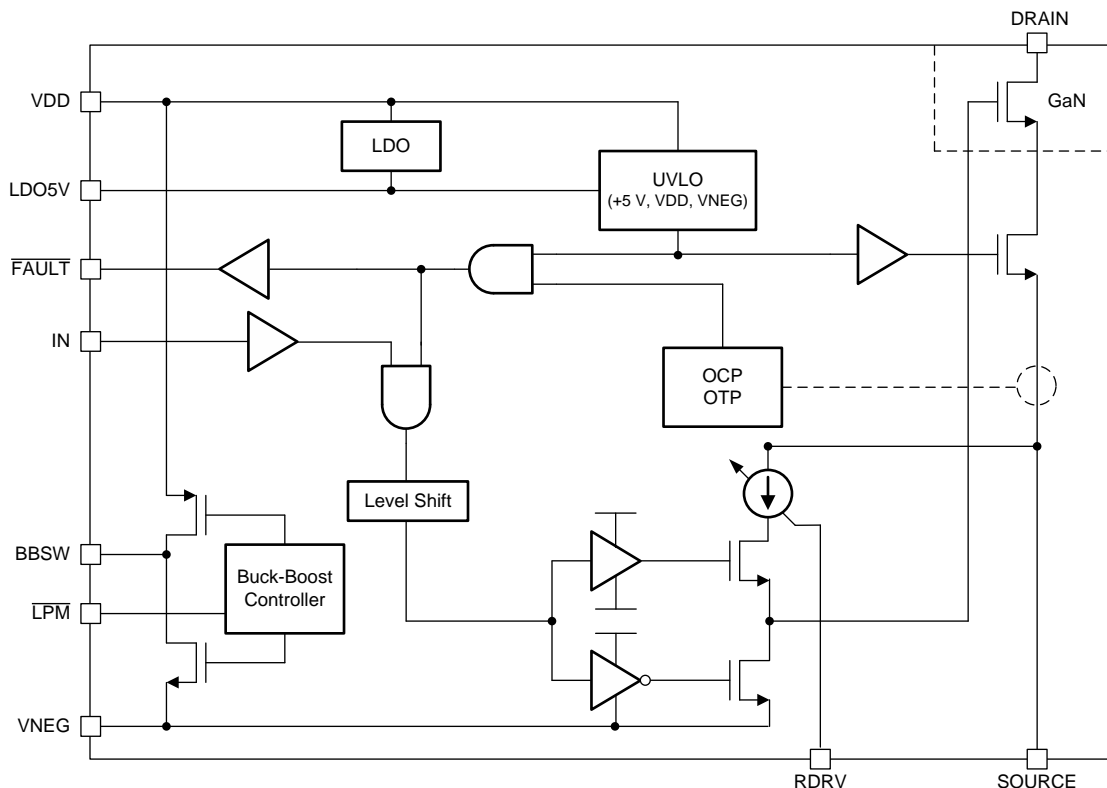 DRAIN
VDD
GaN
LDO
LDO5V
UVLO
(+5 V, VDD, VNEG)
FAULT
IN
OCP
OTP
Level Shift
BBSW
Buck-Boost
Controller
LPM
VNEG
RDRV
SOURCE